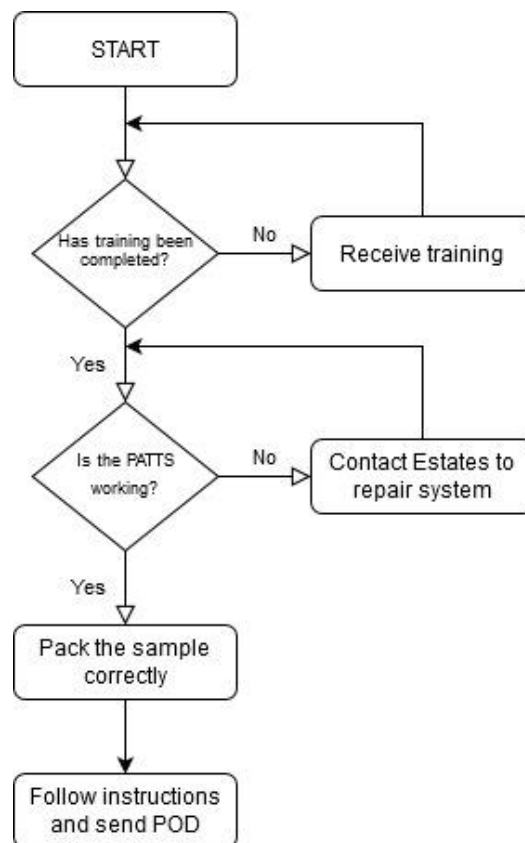 START
Has training been
completed?
No
Receive training
Yes
Is the PATTS
working?
No
Contact Estates to
repair system
Yes
Pack the sample
correctly
Follow instructions
and send POD